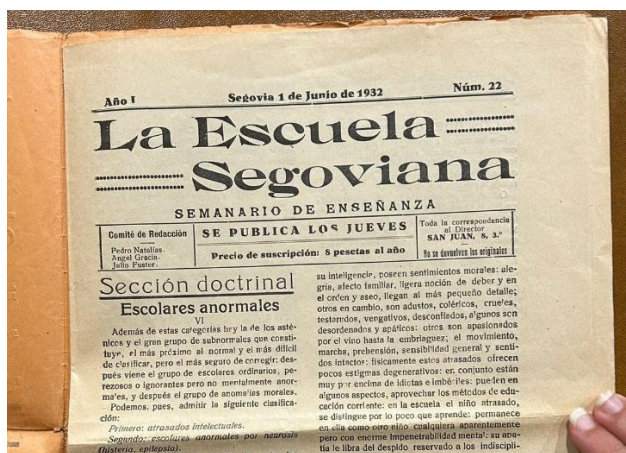 Año I
Segovia 1 de Junio de 1932
Núm. 22
La Escuela
Segoviana
SEMANARIO DE ENSEÑANZA
Comité de Redacción
Pedro Natalías.
Angel Gracia.
Julio Fuster.
SE PUBLICA LOS JUEVES
Precio de suscripción: 8 pesetas al año
Toda la correspondencia
al Director
SAN JUAN, 8, 3.º
No se devuelven los originales
Sección doctrinal
Escolares anormales
VI
Además de estas categorías hay la de los asté-
nicos y el gran grupo de subnormales que consti-
tuye, el más próximo al normal y el más difícil
de clasificar, pero el más seguro de corregir; des-
pués viene el grupo de escolares ordinarios, pe-
rezosos o ignorantes pero no mentalmente anor-
males, y después el grupo de anomalías morales.
Podemos, pues, admitir la siguiente clasifica-
ción:
Primero: atrasados intelectuales.
Segundo: escolares anormales por neurosis
(histeria, epilepsia).
su inteligencia, poseen sentimientos morales: ale-
gría, afecto familiar, ligera noción de deber y en
el orden y aseo, llegan al más pequeño detalle;
otros en cambio, son adustos, coléricos, crueles,
testarudos, vengativos, desconfiados, algunos son
desordenados y apáticos: otros son apasionados
por el vino hasta la embriaguez; el movimiento,
marcha, prehensión, sensibilidad general y senti-
dos intactos: físicamente estos atrasados ofrecen
pocos estigmas degenerativos: en conjunto están
muy por encima de idiotas e imbéciles: pueden en
algunos aspectos, aprovechar los métodos de edu-
cación corriente: en la escuela el niño atrasado,
se distingue por lo poco que aprende: permanece
en ella como otro niño cualquiera aparentemente
pero con enorme impenetrabilidad mental: su apa-
tía le libra del despido reservado a los indiscipli-